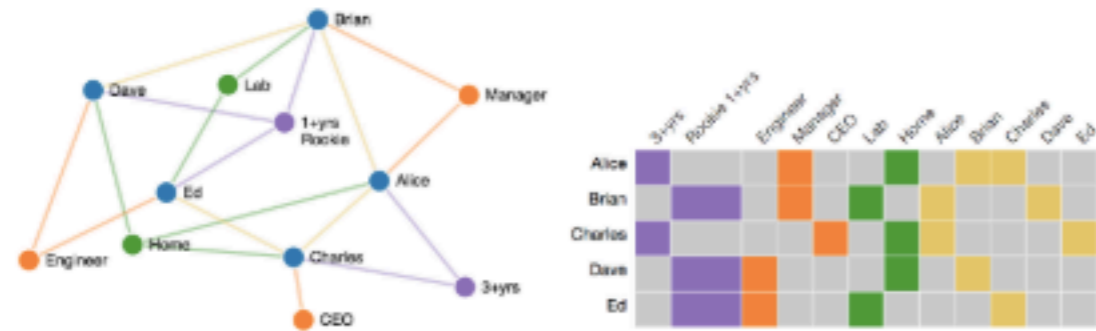 Brian
Dave
Lab
Manager
1+yrs
Rookie
Ed
Alice
Home
Engineer
Charles
3+yrs
CEO
3+yrs
Rookie 1+yrs
Engineer
Manager
CEO
Lab
Home
Alice
Brian
Charles
Dave
Ed
Alice
Brian
Charles
Dave
Ed